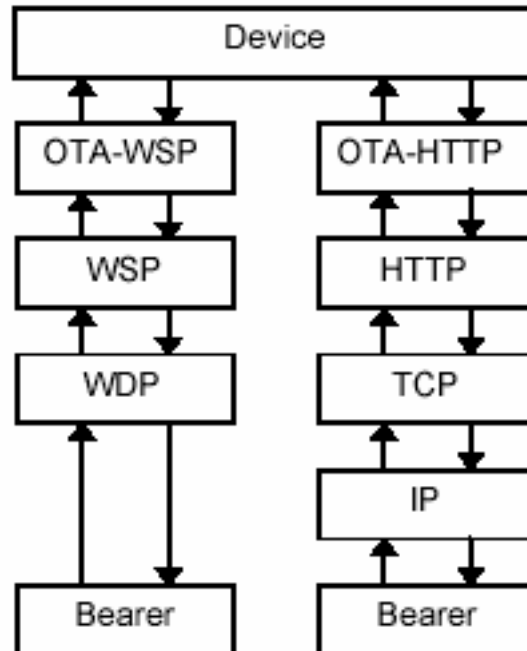 Device
OTA-WSP OTA-HTTP
WSP HTTP
WDP TCP
IP
Bearer Bearer